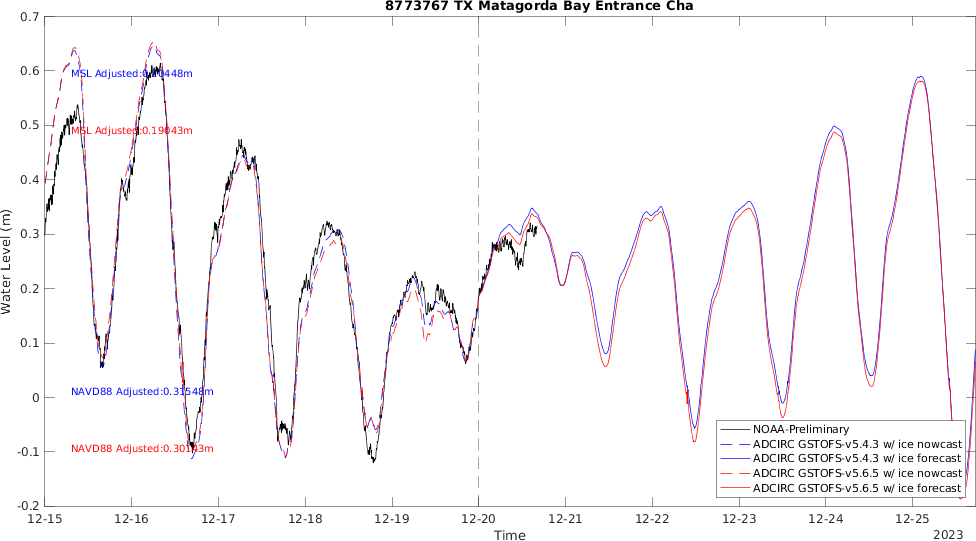 8773767 TX Matagorda Bay Entrance Cha
Water Level (m)
0.7
0.6
0.5
0.4
0.3
0.2
0.1
0
-0.1
-0.2
MSL Adjusted:
MSL Adjusted:0.19043m
NAVD88 Adjusted:0.31548m
NAVD88 Adjusted:
NOAA-Preliminary
ADCIRC GSTOFS-v5.4.3 w/ ice nowcast
ADCIRC GSTOFS-v5.4.3 w/ ice forecast
ADCIRC GSTOFS-v5.6.5 w/ ice nowcast
ADCIRC GSTOFS-v5.6.5 w/ ice forecast
12-15 12-16 12-17 12-18 12-19 12-20 12-21 12-22 12-23 12-24 12-25
Time
2023